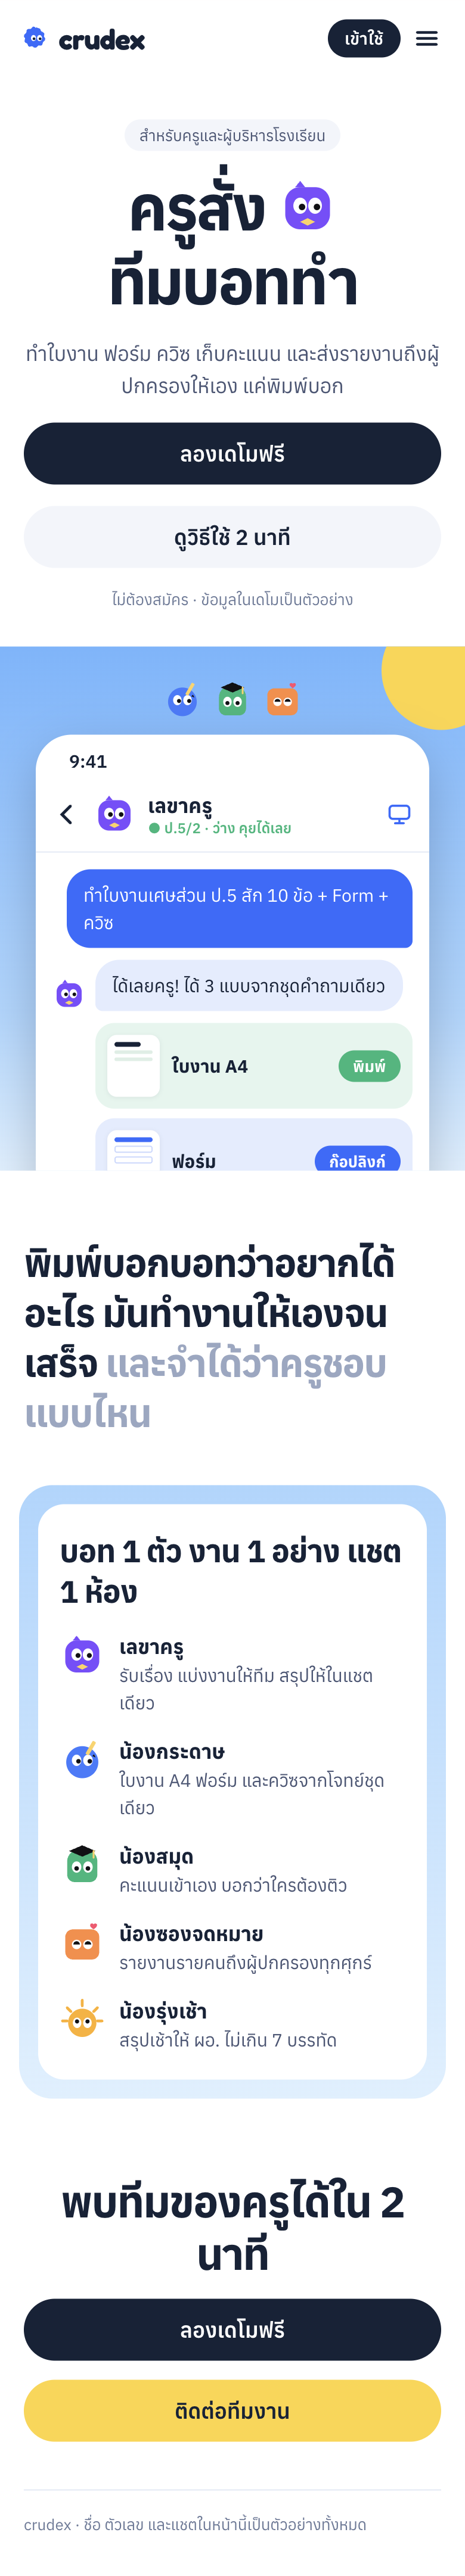 crudex
เข้าใช้
สำหรับครูและผู้บริหารโรงเรียน
ครูสั่ง
ทีมบอททำ
ทำใบงาน ฟอร์ม ควิซ เก็บคะแนน และส่งรายงานถึงผู้
ปกครองให้เอง แค่พิมพ์บอก
ลองเดโมฟรี
ดูวิธีใช้ 2 นาที
ไม่ต้องสมัคร · ข้อมูลในเดโมเป็นตัวอย่าง
9:41
เลขาครู
ป.5/2 · ว่าง คุยได้เลย
ทำใบงานเศษส่วน ป.5 สัก 10 ข้อ + Form +
ควิซ
ได้เลยครู! ได้ 3 แบบจากชุดคำถามเดียว
ใบงาน A4
พิมพ์
ฟอร์ม
ก๊อปลิงก์
พิมพ์บอกบอทว่าอยากได้
อะไร มันทำงานให้เองจน
เสร็จ และจำได้ว่าครูชอบ
แบบไหน
บอท 1 ตัว งาน 1 อย่าง แชต
1 ห้อง
เลขาครู
รับเรื่อง แบ่งงานให้ทีม สรุปให้ในแชต
เดียว
น้องกระดาษ
ใบงาน A4 ฟอร์ม และควิซจากโจทย์ชุด
เดียว
น้องสมุด
คะแนนเข้าเอง บอกว่าใครต้องติว
น้องซองจดหมาย
รายงานรายคนถึงผู้ปกครองทุกศุกร์
น้องรุ่งเช้า
สรุปเช้าให้ ผอ. ไม่เกิน 7 บรรทัด
พบทีมของครูได้ใน 2
นาที
ลองเดโมฟรี
ติดต่อทีมงาน
crudex · ชื่อ ตัวเลข และแชตในหน้านี้เป็นตัวอย่างทั้งหมด